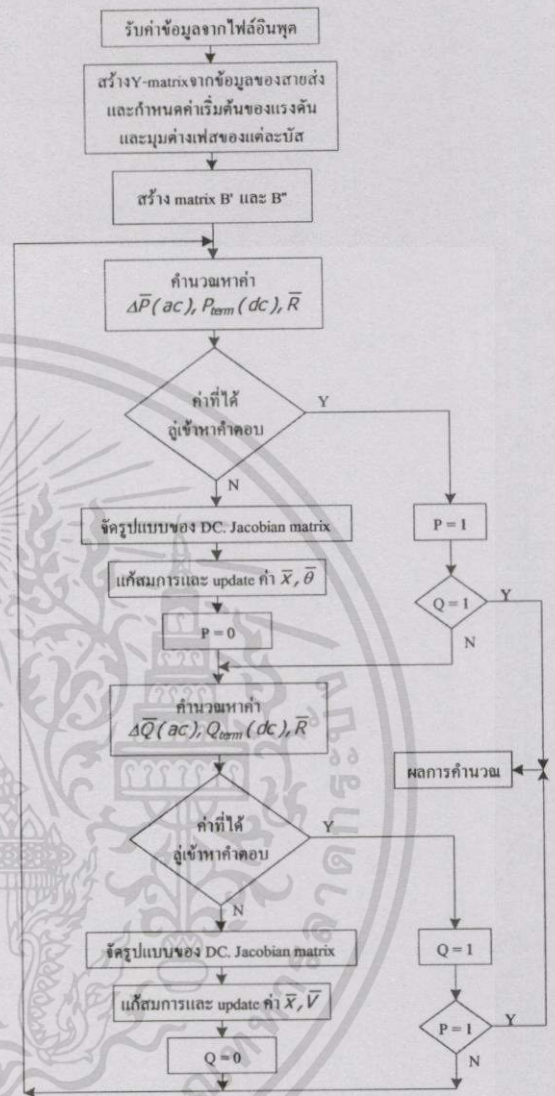 รับค่าข้อมูลจากไฟล์อินพุต
สร้างY-matrixจากข้อมูลของสายส่ง
และกำหนดค่าเริ่มต้นของแรงดัน
และมุมต่างเฟสของแต่ละบัส
สร้าง matrix B' และ B"
คำนวณหาค่า
ΔP̅(ac), P_term(dc), R̅
ค่าที่ได้
ลู่เข้าหาคำตอบ
Y
N
จัดรูปแบบของ DC. Jacobian matrix
P = 1
แก้สมการและ update ค่า x̅, θ̅
Q = 1
Y
P = 0
N
คำนวณหาค่า
ΔQ̅(ac), Q_term(dc), R̅
ผลการคำนวณ
ค่าที่ได้
ลู่เข้าหาคำตอบ
Y
N
จัดรูปแบบของ DC. Jacobian matrix
Q = 1
แก้สมการและ update ค่า x̅, V̅
P = 1
Y
Q = 0
N